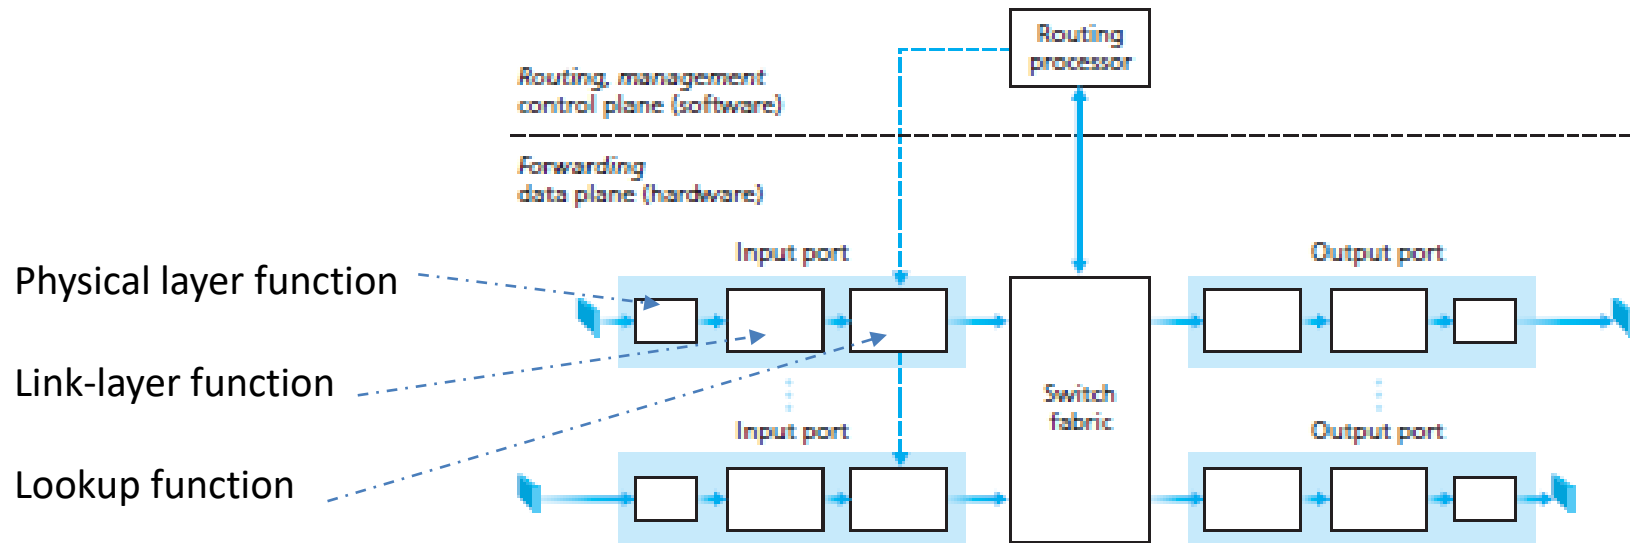 Routing
processor
Routing, management
control plane (software)
Forwarding
data plane (hardware)
Input port
Output port
Physical layer function
Link-layer function
Switch
fabric
Input port
Output port
Lookup function